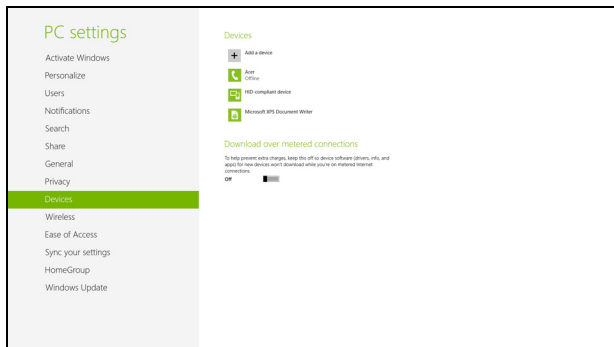 PC settings
Activate Windows
Personalize
Users
Notifications
Search
Share
General
Privacy
Devices
Wireless
Ease of Access
Sync your settings
HomeGroup
Windows Update
Devices
Add a device
Acer
Offline
HID-compliant device
Microsoft XPS Document Writer
Download over metered connections
To help prevent extra charges, keep this off so device software (drivers, info, and
apps) for new devices won't download while you're on metered Internet
connections.
Off